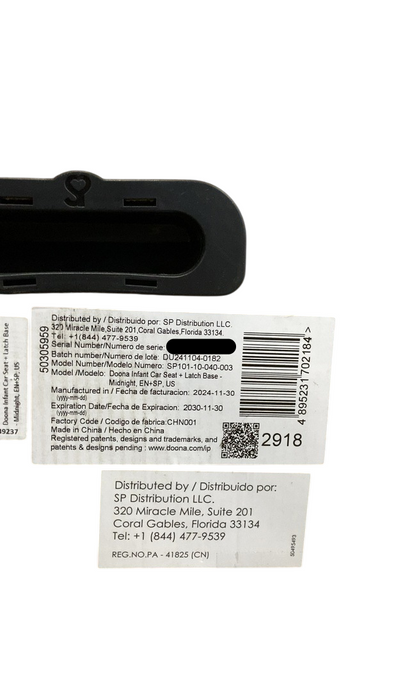 Doona Infant Car Seat + Latch Base
- Midnight, EN+SP, US
50305959
Distributed by / Distribuido por: SP Distribution LLC.
320 Miracle Mile,Suite 201,Coral Gables,Florida 33134
Tel: +1(844) 477-9539
Serial Number/Numero de serie:
Batch number/Numero de lote: DU241104-0182
Model Number/Modelo Numero: SP101-10-040-003
Model /Modelo: Doona Infant Car Seat + Latch Base -
Midnight, EN+SP, US
Manufactured in / Fecha de facturacion: 2024-11-30
(yyyy-mm-dd)
Expiration Date/Fecha de Expiracion: 2030-11-30
(yyyy-mm-dd)
Factory Code / Codigo de fabrica:CHN001
Made in China / Hecho en China
Registered patents, designs and trademarks, and
patents & designs pending : www.doona.com/ip
2918
4 895231 702184 >
Distributed by / Distribuido por:
SP Distribution LLC.
320 Miracle Mile, Suite 201
Coral Gables, Florida 33134
Tel: +1 (844) 477-9539
REG.NO.PA - 41825 (CN)